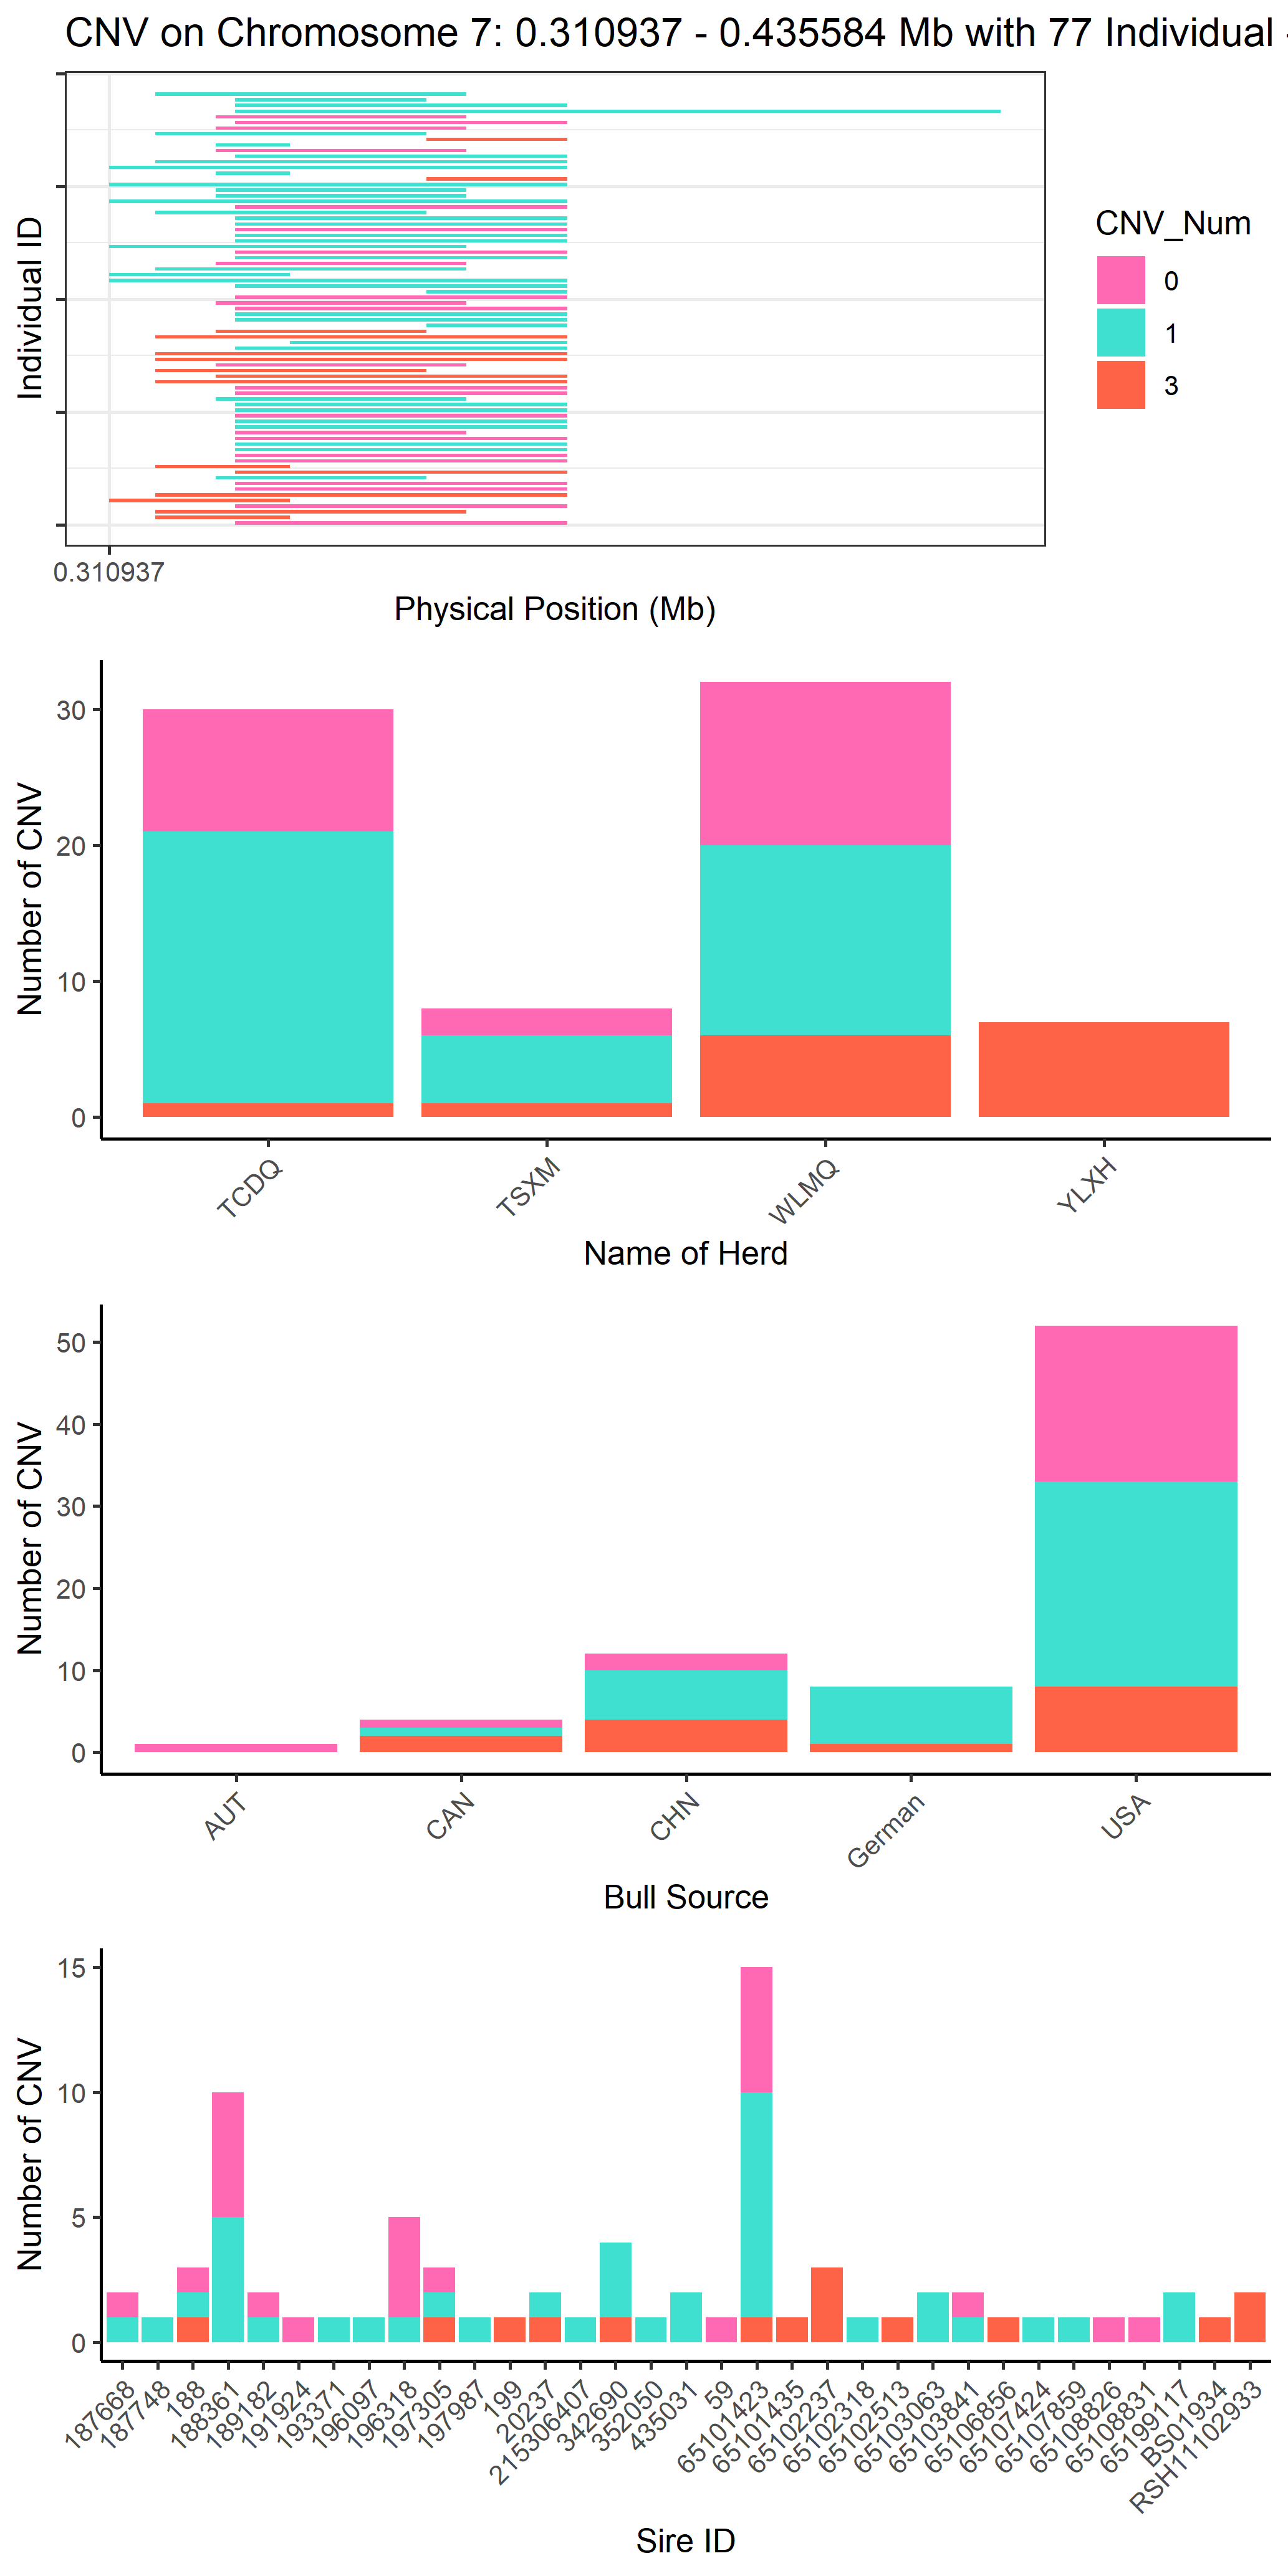 CNV on Chromosome 7: 0.310937 - 0.435584 Mb with 77 Individual
Individual ID
0.310937
Physical Position (Mb)
CNV_Num
0
1
3
Number of CNV
30
20
10
0
TCDQ
TSXM
WLMQ
YLXH
Name of Herd
Number of CNV
50
40
30
20
10
0
AUT
CAN
CHN
German
USA
Bull Source
Number of CNV
15
10
5
0
187668
187748
188
188361
189182
191924
193371
196097
196318
197305
197987
199
20237
215306407
342690
352050
435031
59
65101423
65101435
65102237
65102318
65102513
65103063
65103841
65106856
65107424
65107859
65108826
65108831
65199117
BS01934
RSH11102933
Sire ID